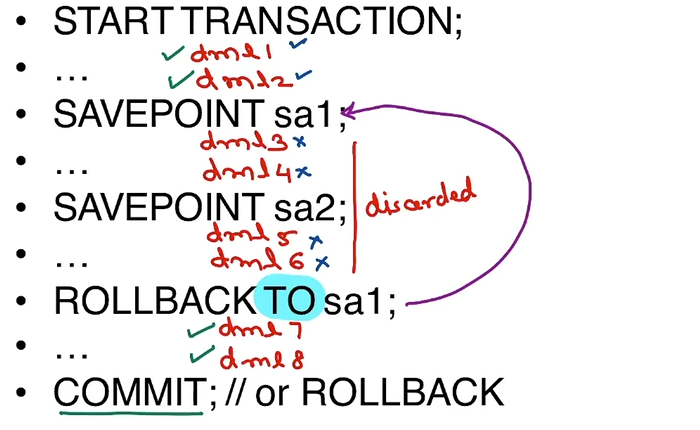 • START TRANSACTION;
✓ dml1 ✓
• ...
✓ dml2 ✓
• SAVEPOINT sa1;
dml3 x
• ...
dml4 x
• SAVEPOINT sa2;
discarded
dml5 x
• ...
dml6 x
• ROLLBACK TO sa1;
✓ dml7
• ...
✓ dml8
• COMMIT; // or ROLLBACK